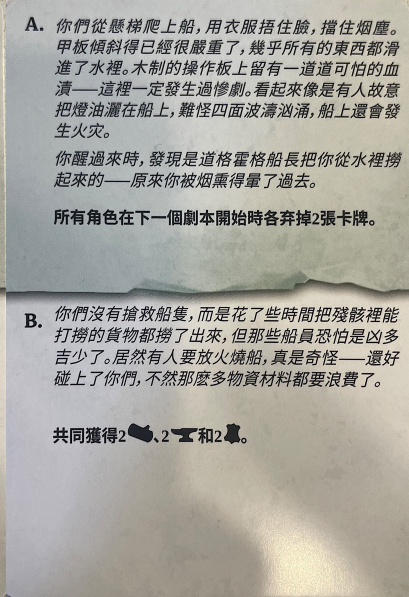 A. 你們從懸梯爬上船，用衣服捂住臉，擋住烟塵。
甲板傾斜得已經很嚴重了，幾乎所有的東西都滑
進了水裡。木制的操作板上留有一道道可怕的血
漬——這裡一定發生過慘劇。看起來像是有人故意
把燈油灑在船上，難怪四面波濤洶涌，船上還會發
生火灾。
你醒過來時，發現是道格霍格船長把你從水裡撈
起來的——原來你被烟熏得暈了過去。
所有角色在下一個劇本開始時各弃掉2張卡牌。
B. 你們沒有搶救船隻，而是花了些時間把殘骸裡能
打撈的貨物都撈了出來，但那些船員恐怕是凶多
吉少了。居然有人要放火燒船，真是奇怪——還好
碰上了你們，不然那麽多物資材料都要浪費了。
共同獲得2、2和2。